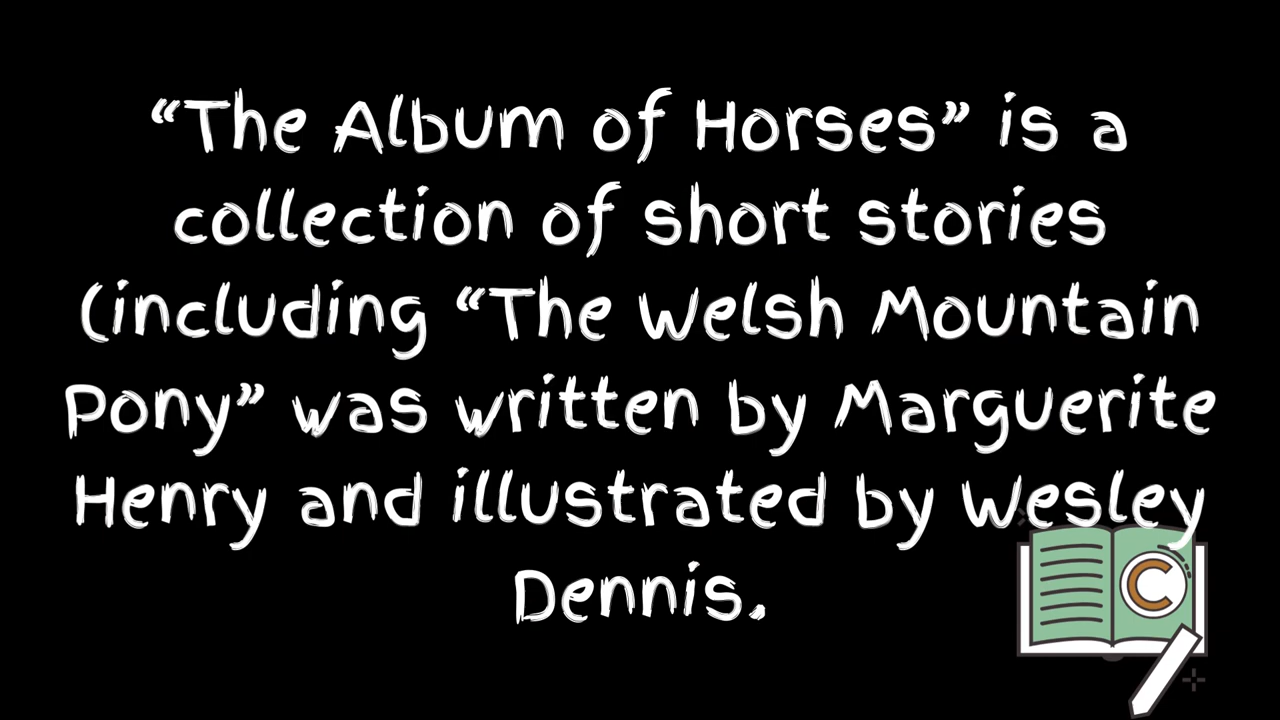 “The Album of Horses” is a
collection of short stories
(including “The Welsh Mountain
Pony” was written by Marguerite
Henry and illustrated by Wesley
Dennis.
C